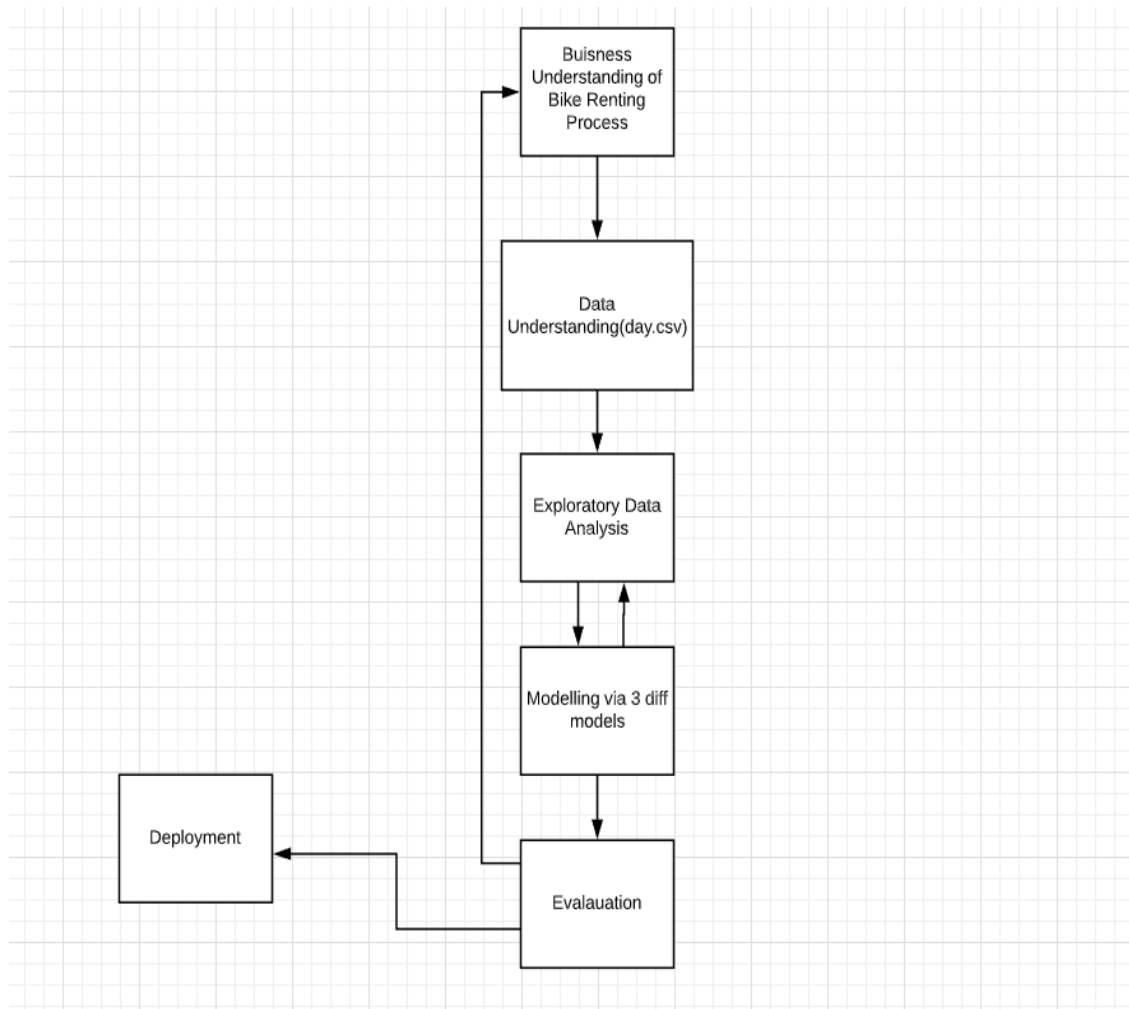 Buisness
Understanding of
Bike Renting
Process
Data
Understanding(day.csv)
Exploratory Data
Analysis
Modelling via 3 diff
models
Deployment
Evalauation